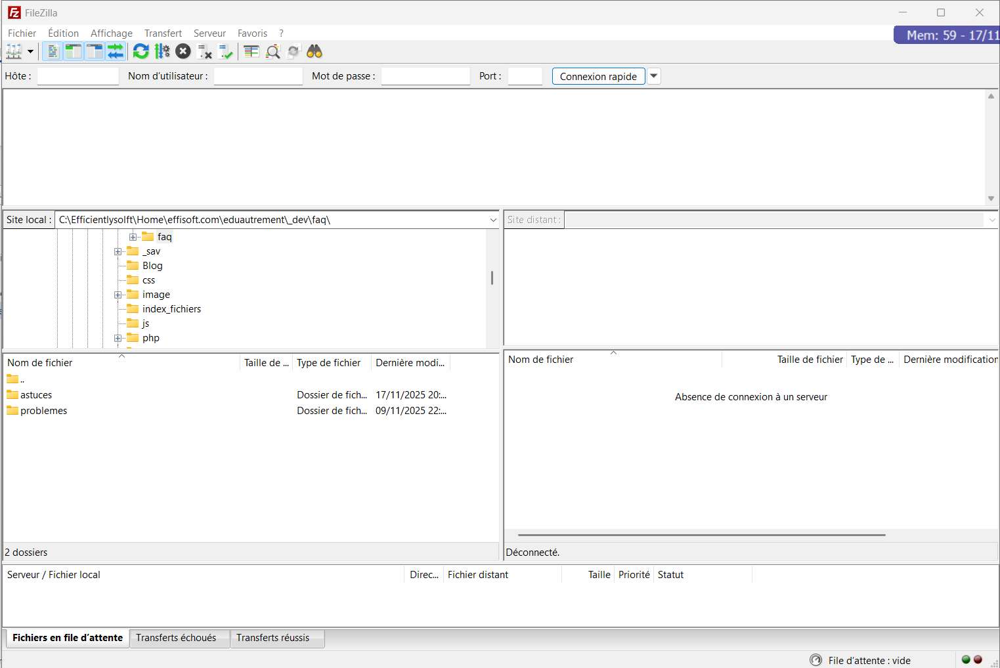 FileZilla
Fichier Édition Affichage Transfert Serveur Favoris ?
Mem: 59 - 17/11
Hôte : Nom d’utilisateur : Mot de passe : Port : Connexion rapide
Site local : C:\Efficientlysolft\Home\effisoft.com\eduautrement\_dev\faq\
Site distant :
faq
_sav
Blog
css
image
index_fichiers
js
php
Nom de fichier Taille de ... Type de fichier Dernière modi...
..
astuces Dossier de fich... 17/11/2025 20:...
problemes Dossier de fich... 09/11/2025 22:...
2 dossiers
Nom de fichier Taille de fichier Type de ... Dernière modification
Absence de connexion à un serveur
Déconnecté.
Serveur / Fichier local Direc... Fichier distant Taille Priorité Statut
Fichiers en file d’attente Transferts échoués Transferts réussis
File d’attente : vide